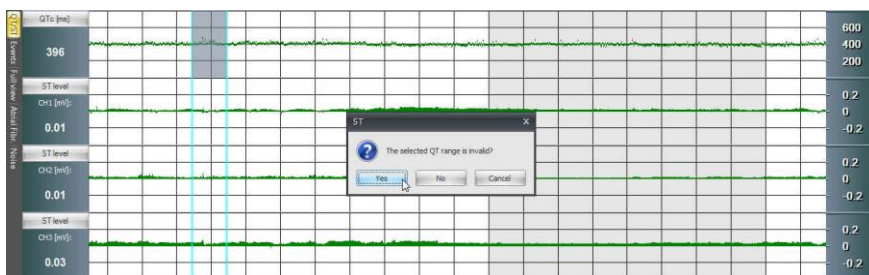 QT/ST
Events
Full view
Atrial Fibr.
Noise
QTc [ms]:
396
600
400
200
ST level
CH1 [mV]:
0.01
0.2
0
-0.2
ST
X
The selected QT range is invalid?
Yes
No
Cancel
ST level
CH2 [mV]:
0.01
0.2
0
-0.2
ST level
CH3 [mV]:
0.03
0.2
0
-0.2